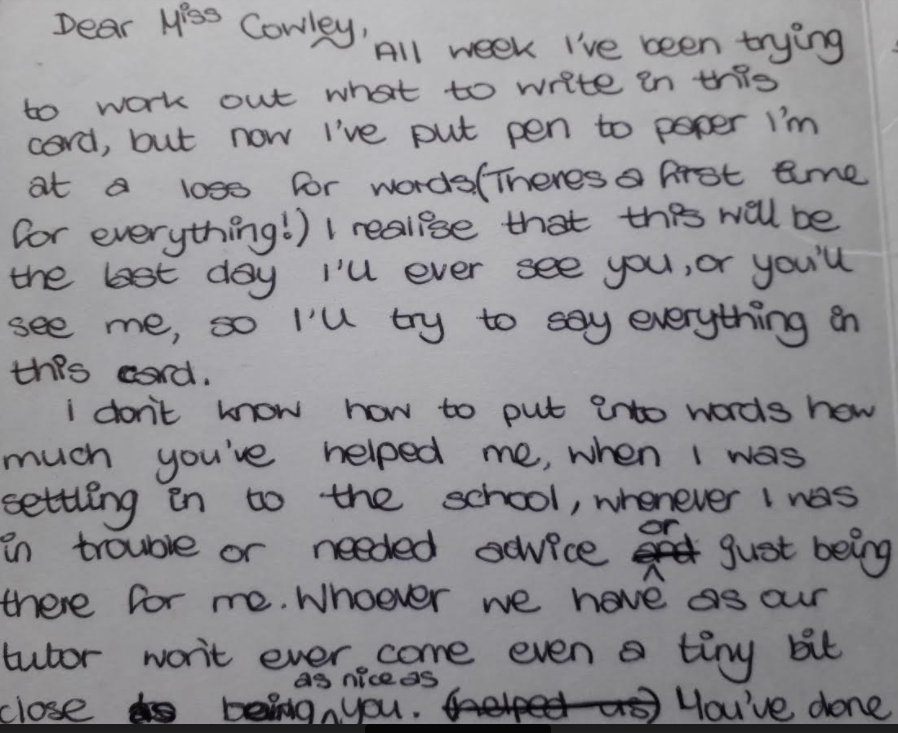 Dear Miss Cowley,
All week I've been trying
to work out what to write in this
card, but now I've put pen to paper I'm
at a loss for words(Theres a first time
for everything!) I realise that this will be
the last day I'll ever see you, or you'll
see me, so I'll try to say everything in
this card.
i don't know how to put into words how
much you've helped me, when I was
settling in to the school, whenever I was
in trouble or needed advice or just being
there for me. Whoever we have as our
tutor won't ever come even a tiny bit
close being as nice as you. (helped us) You've done